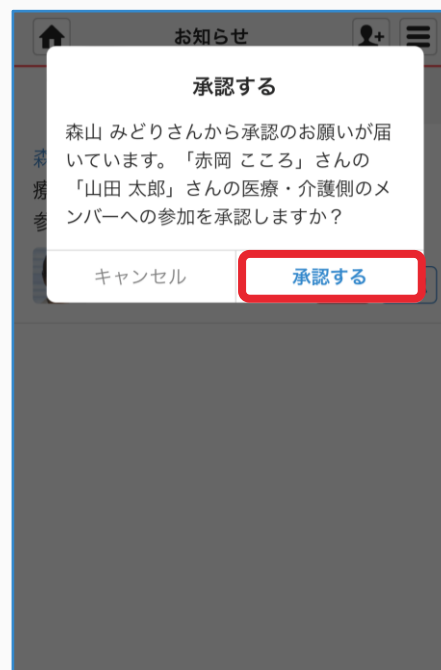 お知らせ
承認する
森山 みどりさんから承認のお願いが届
いています。「赤岡 こころ」さんの
「山田 太郎」さんの医療・介護側のメ
ンバーへの参加を承認しますか？
キャンセル
承認する
森
療
参